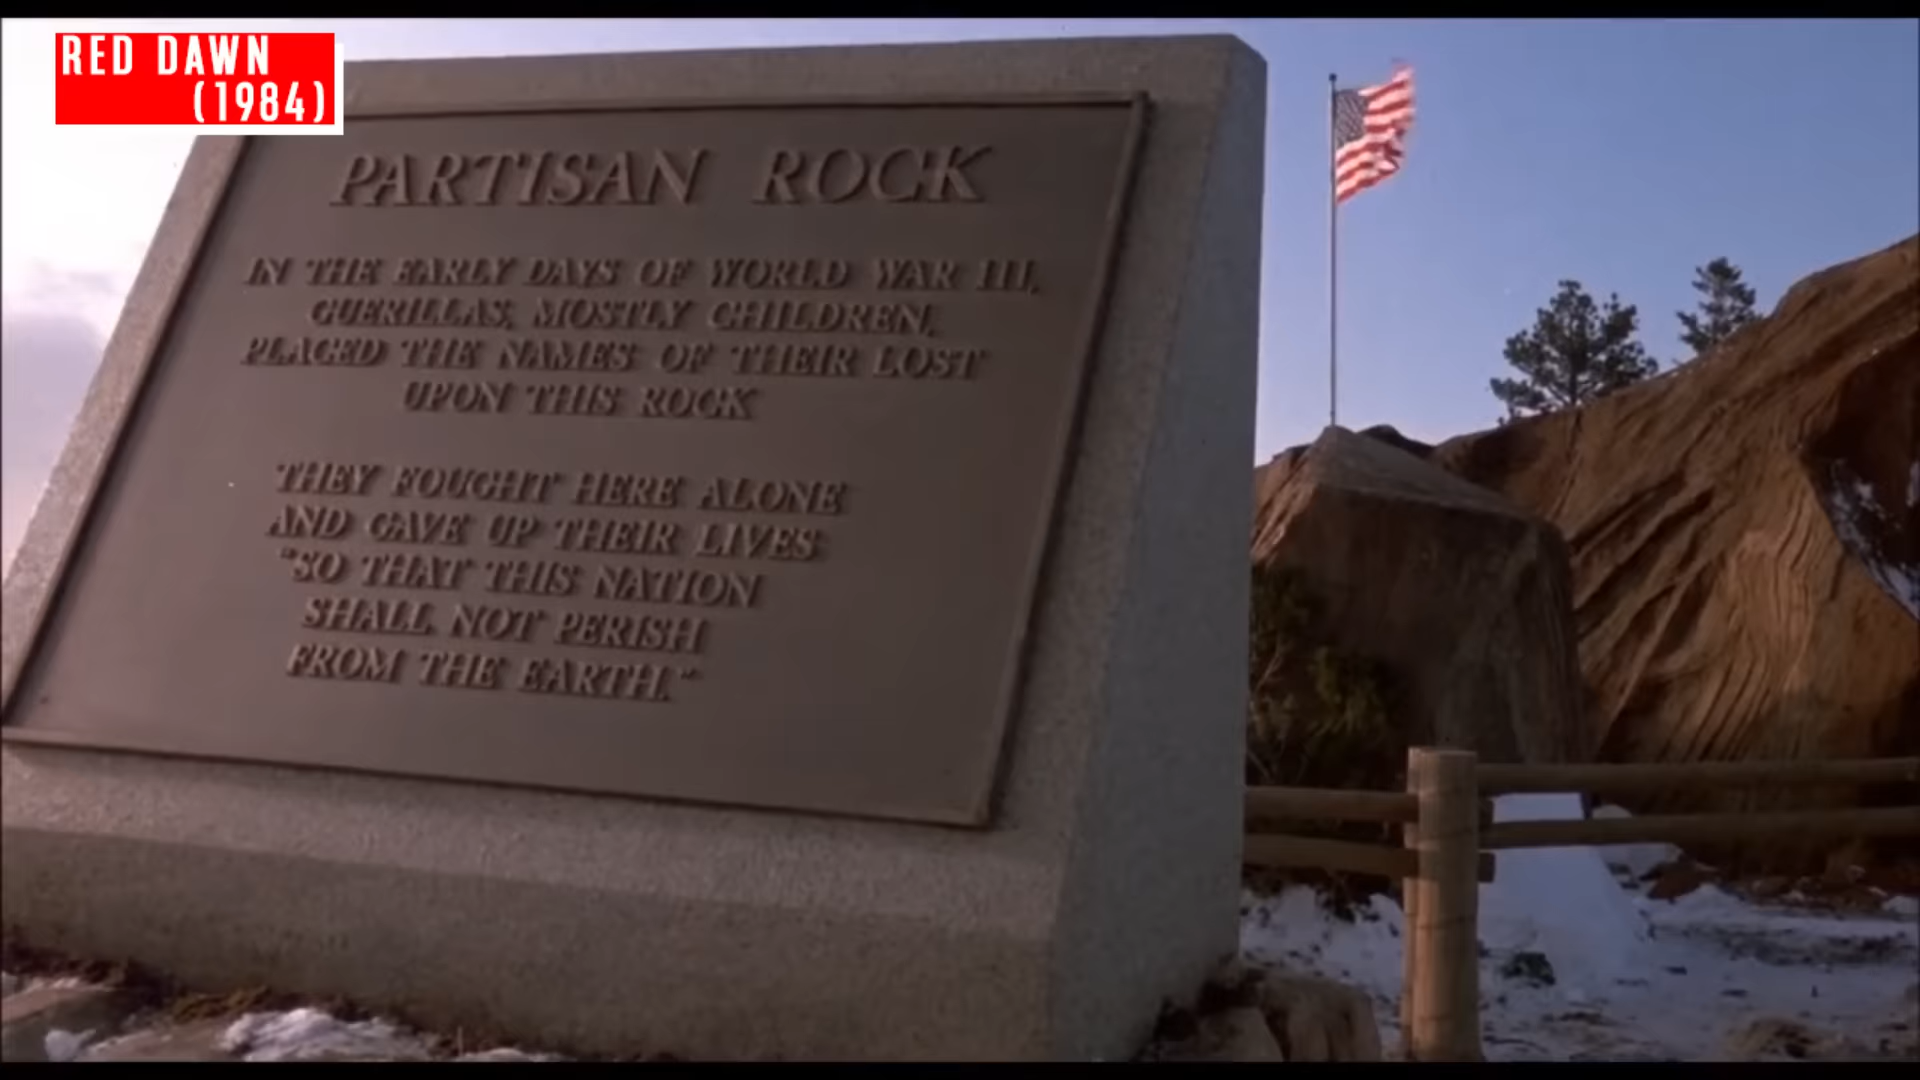 RED DAWN
(1984)
PARTISAN ROCK
IN THE EARLY DAYS OF WORLD WAR III,
GUERILLAS, MOSTLY CHILDREN,
PLACED THE NAMES OF THEIR LOST
UPON THIS ROCK
THEY FOUGHT HERE ALONE
AND GAVE UP THEIR LIVES
"SO THAT THIS NATION
SHALL NOT PERISH
FROM THE EARTH."